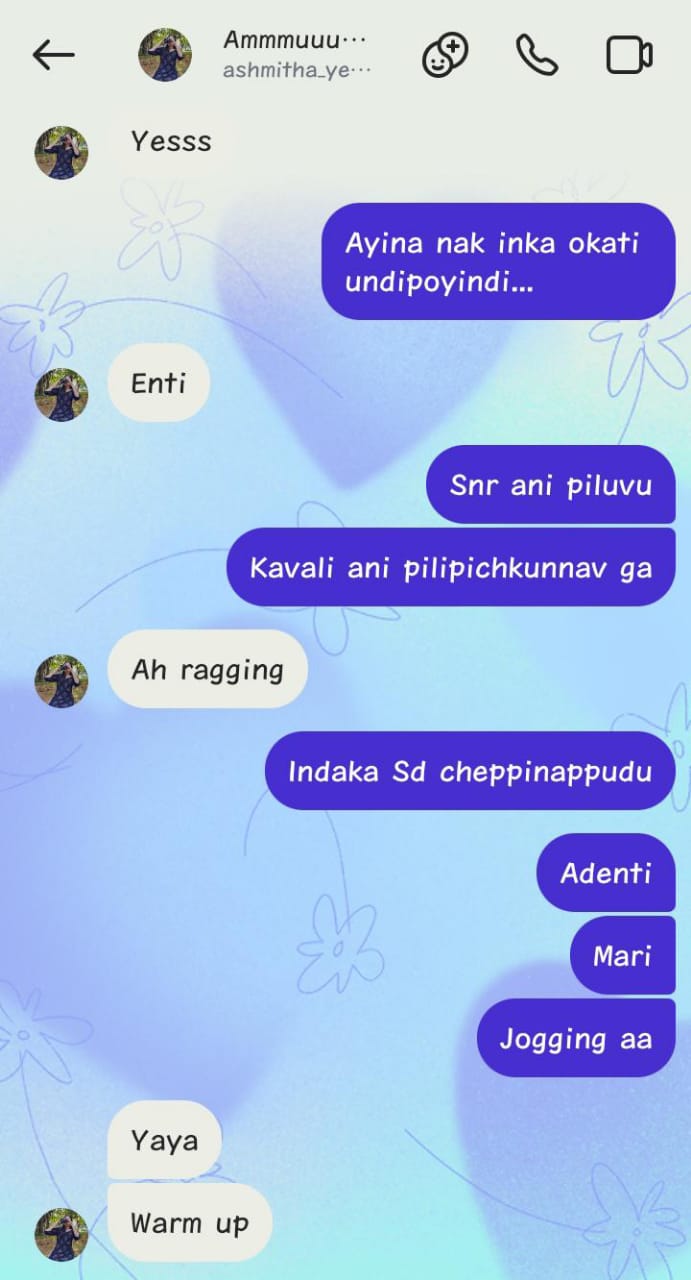 Ammmuuu...
ashmitha_ye...
Yesss
Ayina nak inka okati
undipoyindi...
Enti
Snr ani piluvu
Kavali ani pilipichkunnav ga
Ah ragging
Indaka Sd cheppinappudu
Adenti
Mari
Jogging aa
Yaya
Warm up